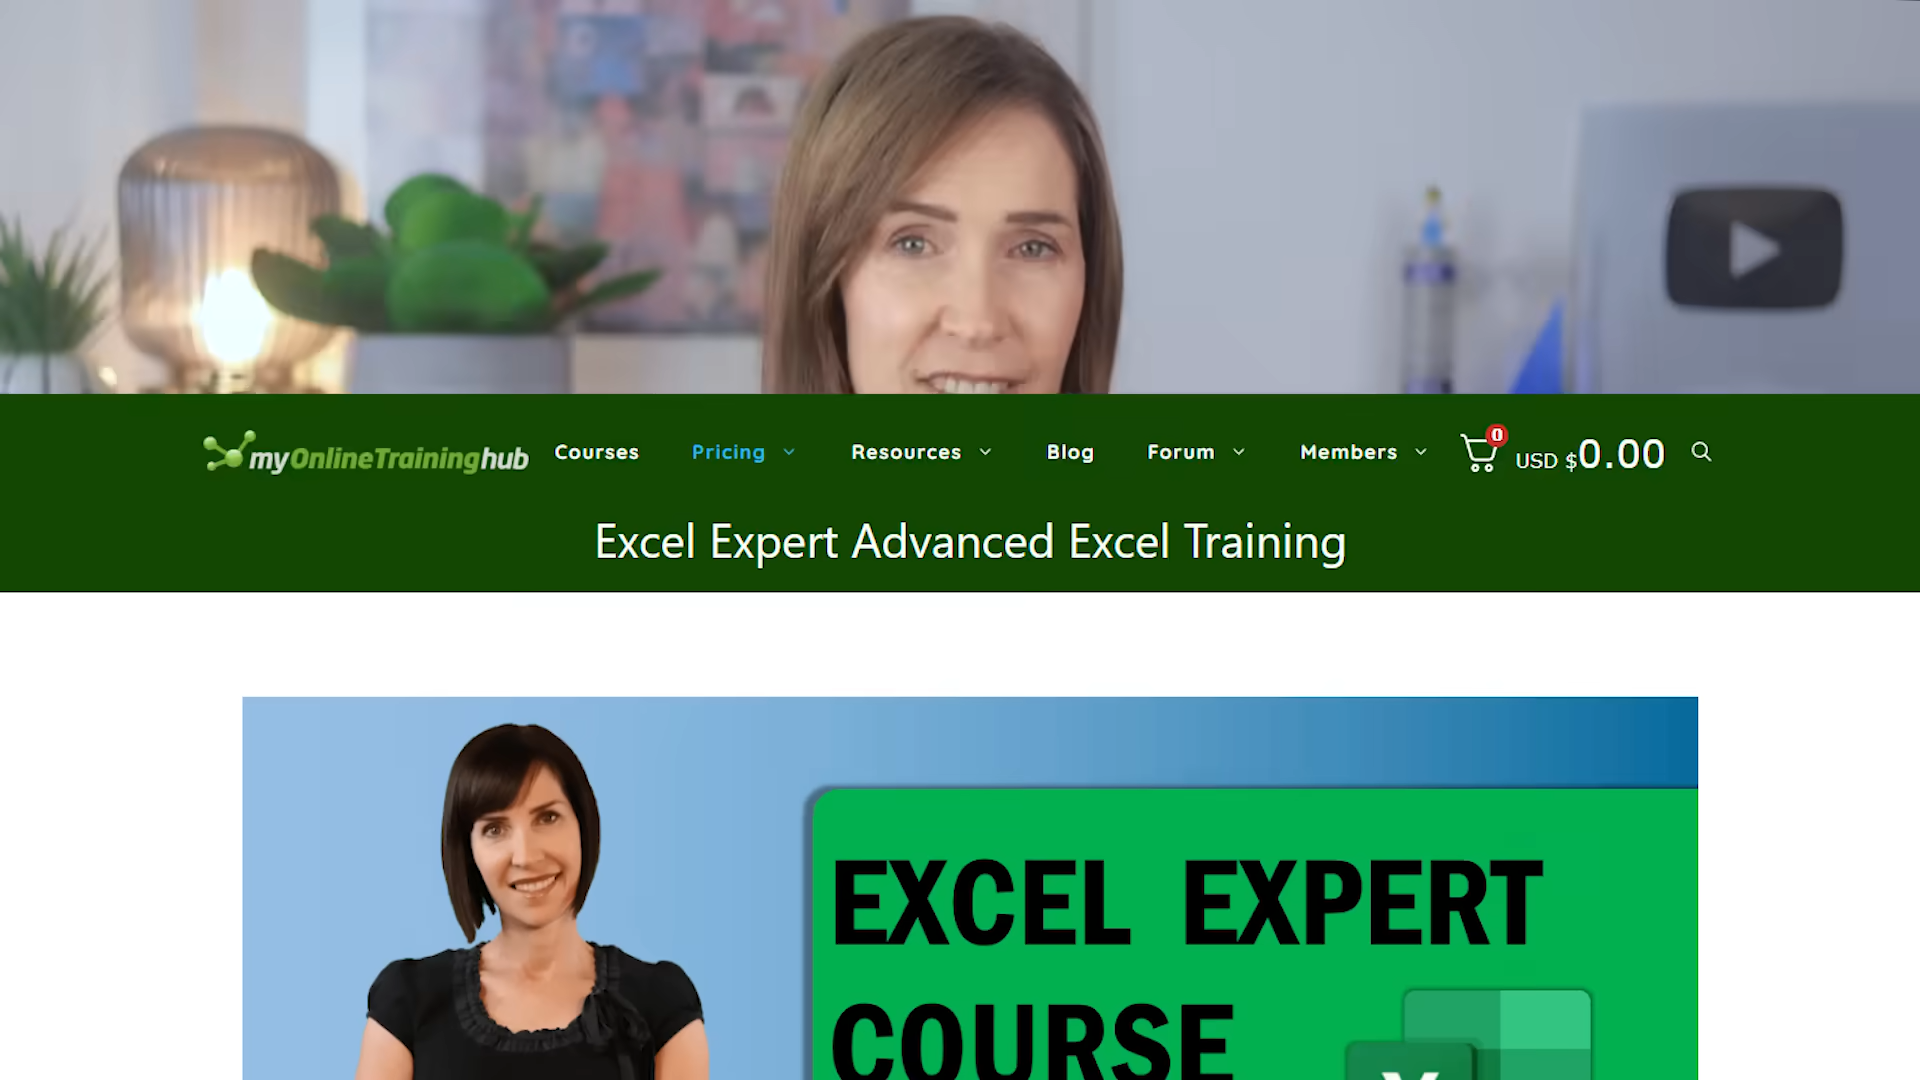 myOnlineTraininghub Courses Pricing Resources Blog Forum Members 0 USD $0.00
Excel Expert Advanced Excel Training
EXCEL EXPERT
COURSE
X